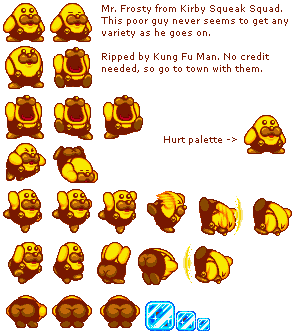 Mr. Frosty from Kirby Squeak Squad.
This poor guy never seems to get any
variety as he goes on.
Ripped by Kung Fu Man. No credit
needed, so go to town with them.
Hurt palette ->